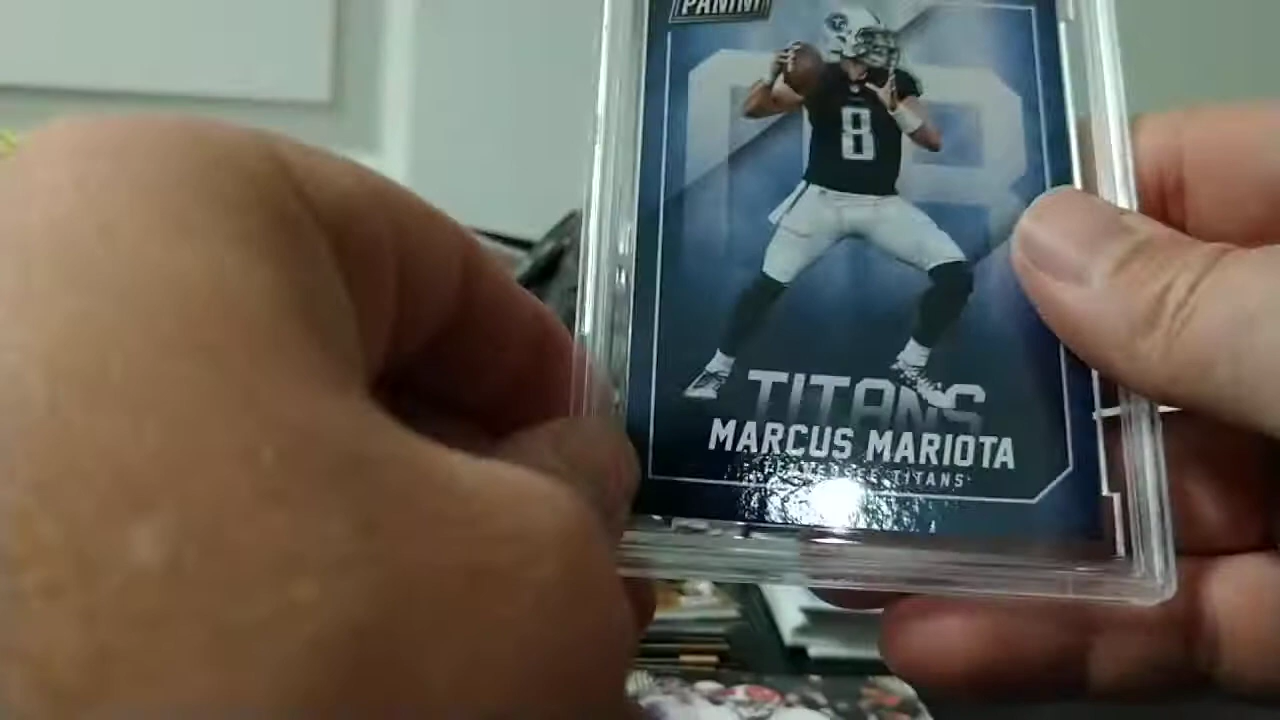 PANINI
8
TITANS
MARCUS MARIOTA
TENNESSEE TITANS